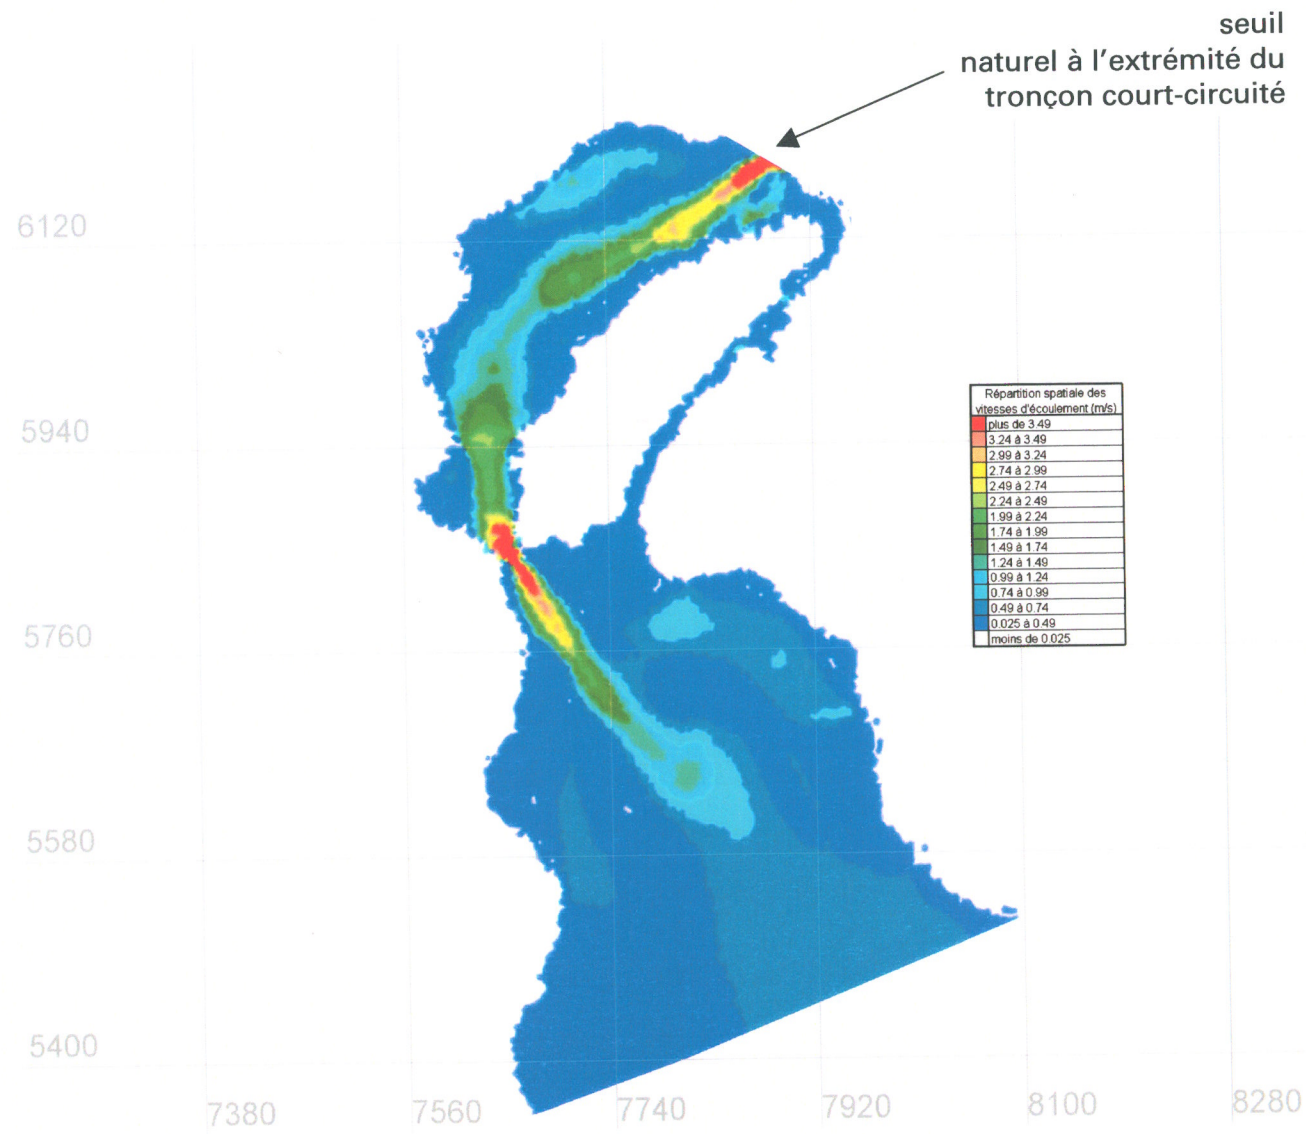 seuil
naturel à l'extrémité du
tronçon court-circuité
6120
5940
5760
5580
5400
7380
7560
7740
7920
8100
8280
Répartition spatiale des
vitesses d'écoulement (m/s)
plus de 3.49
3.24 à 3.49
2.99 à 3.24
2.74 à 2.99
2.49 à 2.74
2.24 à 2.49
1.99 à 2.24
1.74 à 1.99
1.49 à 1.74
1.24 à 1.49
0.99 à 1.24
0.74 à 0.99
0.49 à 0.74
0.025 à 0.49
moins de 0.025